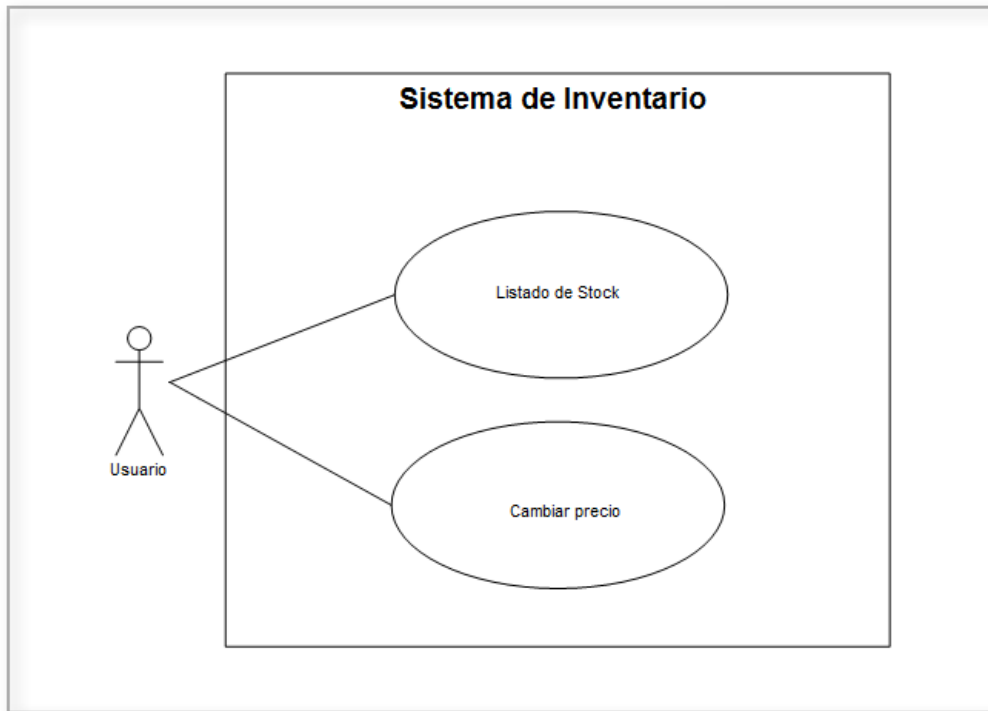 Sistema de Inventario
Listado de Stock
Usuario
Cambiar precio